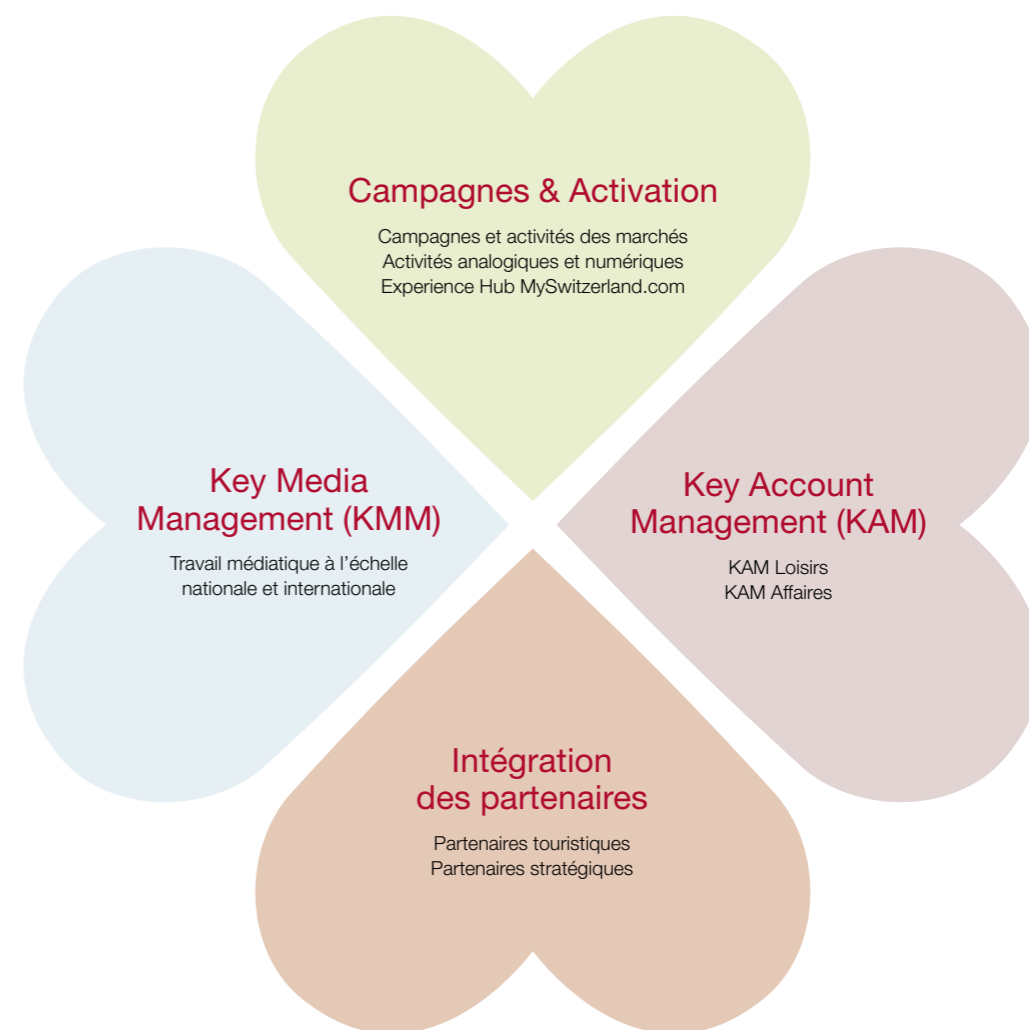 Campagnes & Activation
Campagnes et activités des marchés
Activités analogiques et numériques
Experience Hub MySwitzerland.com
Key Media
Management (KMM)
Travail médiatique à l’échelle
nationale et internationale
Key Account
Management (KAM)
KAM Loisirs
KAM Affaires
Intégration
des partenaires
Partenaires touristiques
Partenaires stratégiques